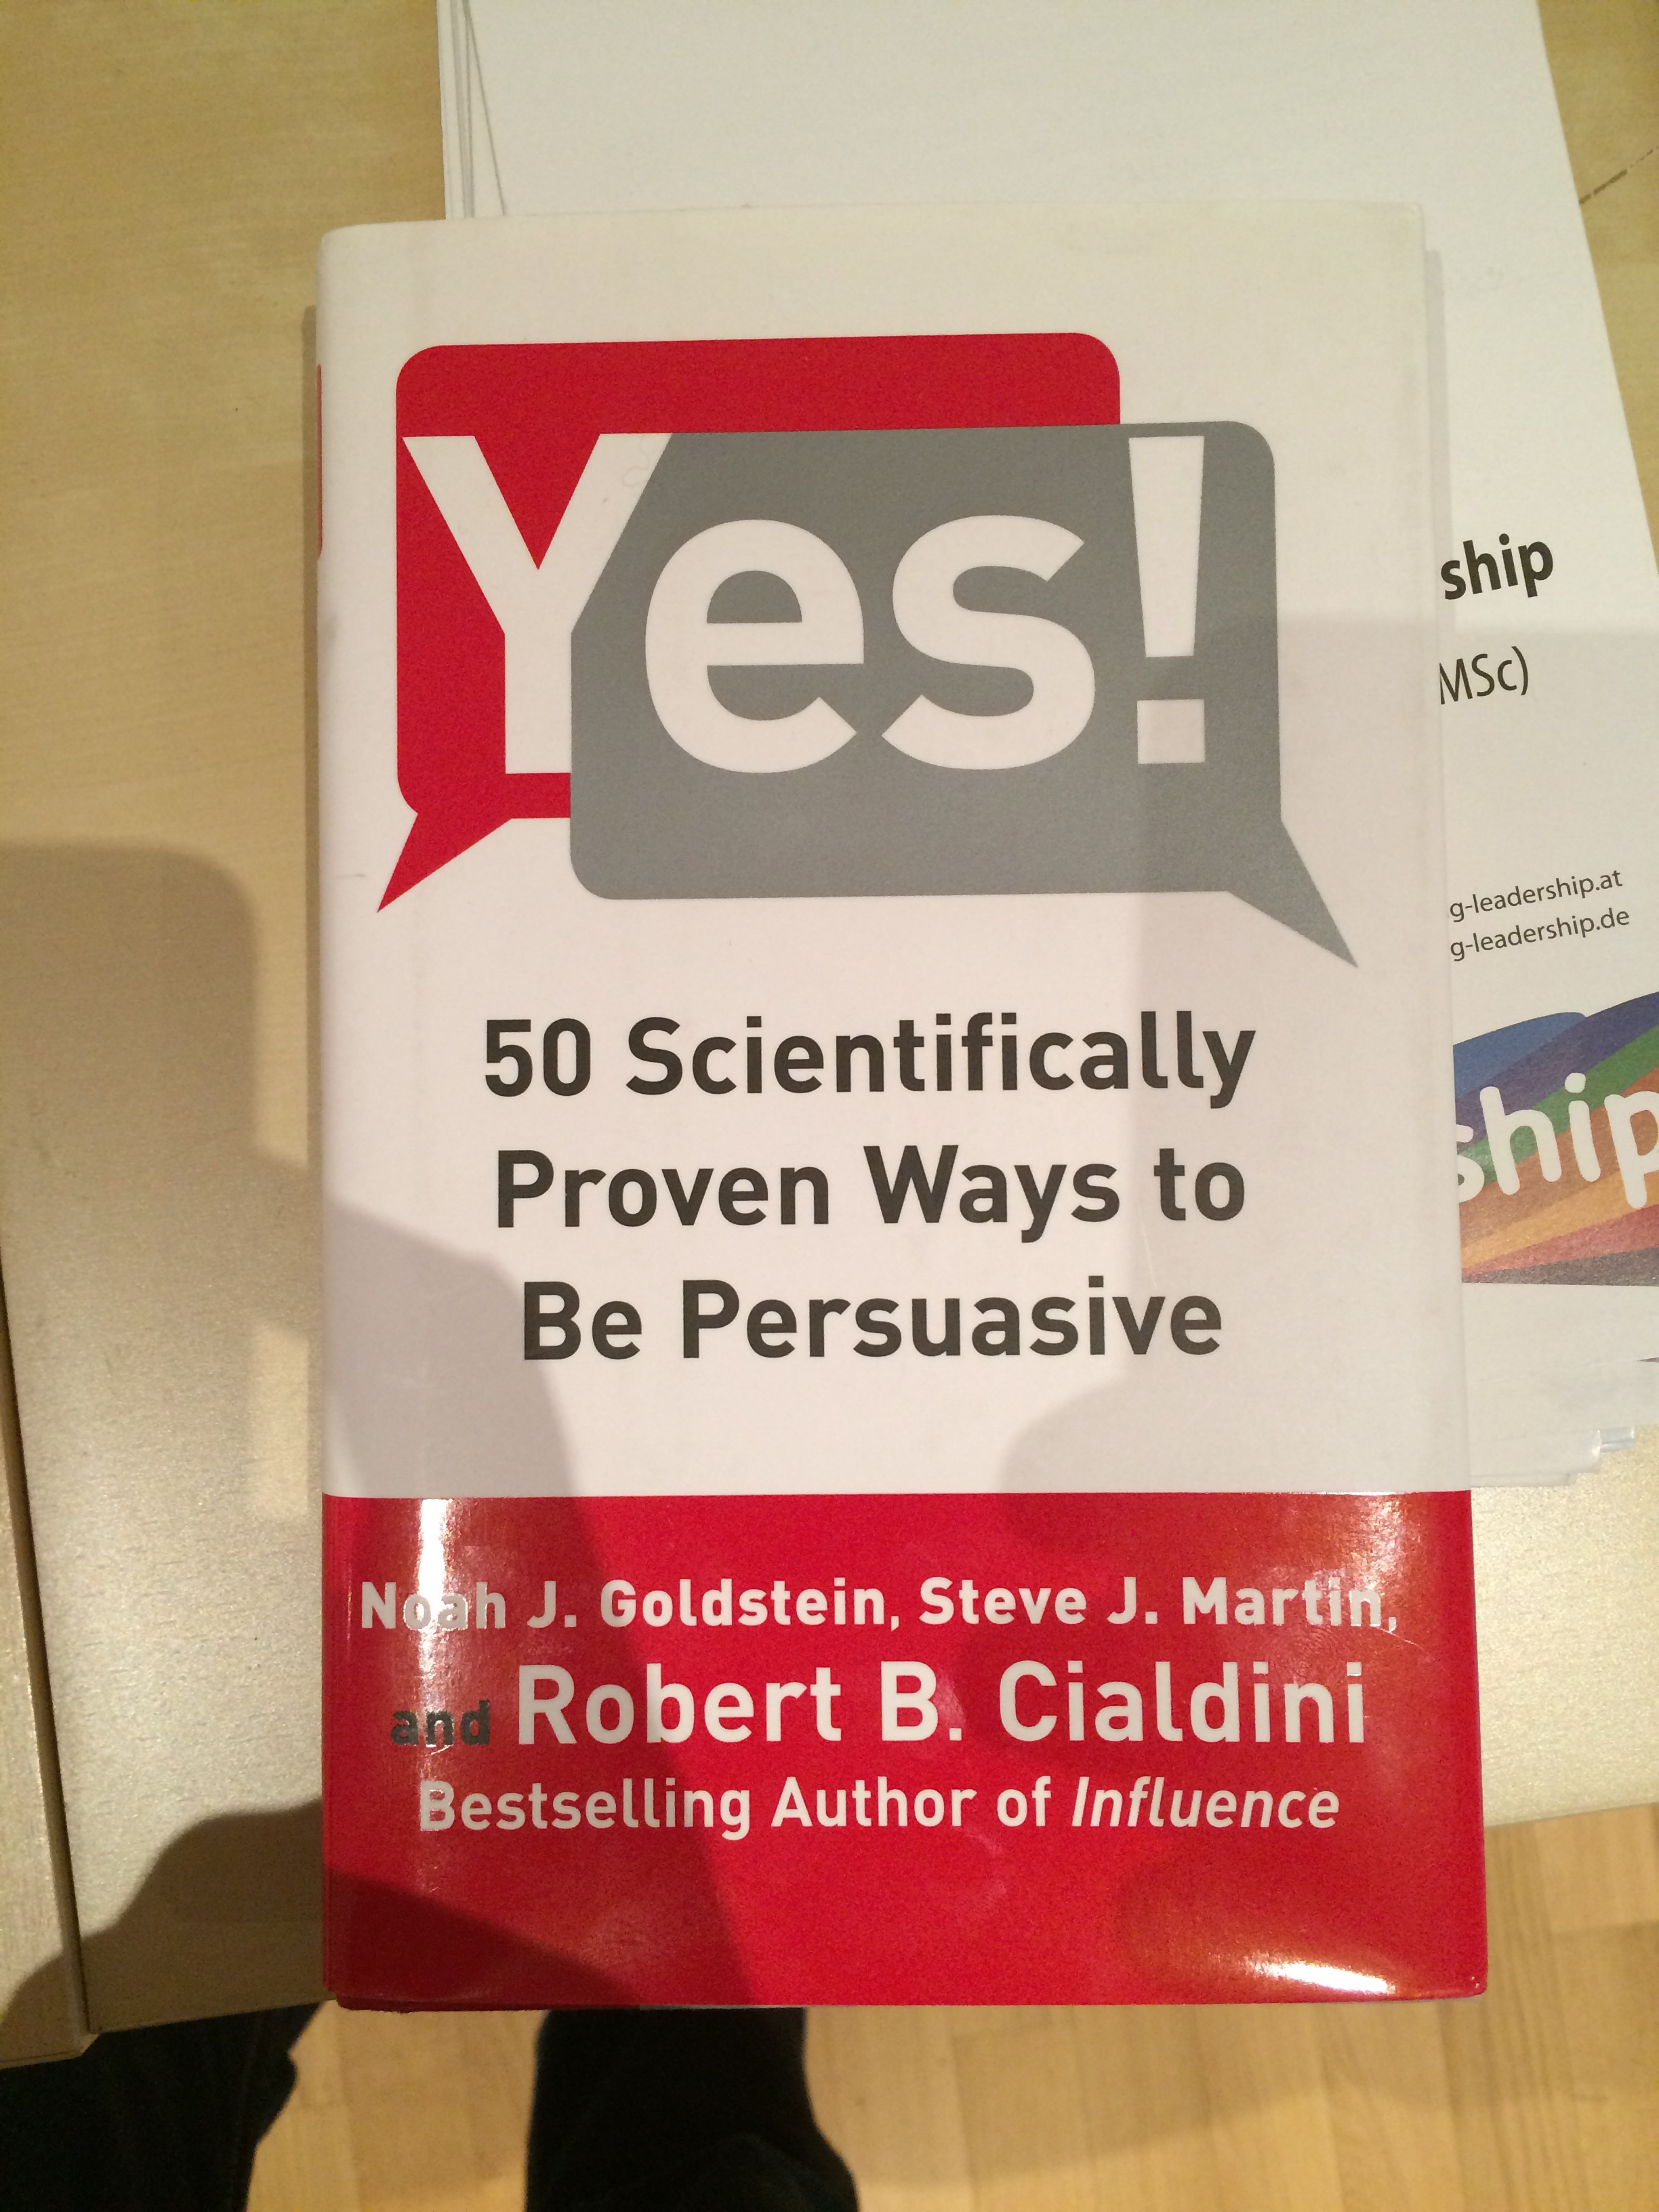 Yes!
50 Scientifically
Proven Ways to
Be Persuasive
Noah J. Goldstein, Steve J. Martin,
and Robert B. Cialdini
Bestselling Author of Influence
ship
MSc)
g-leadership.at
g-leadership.de
ship